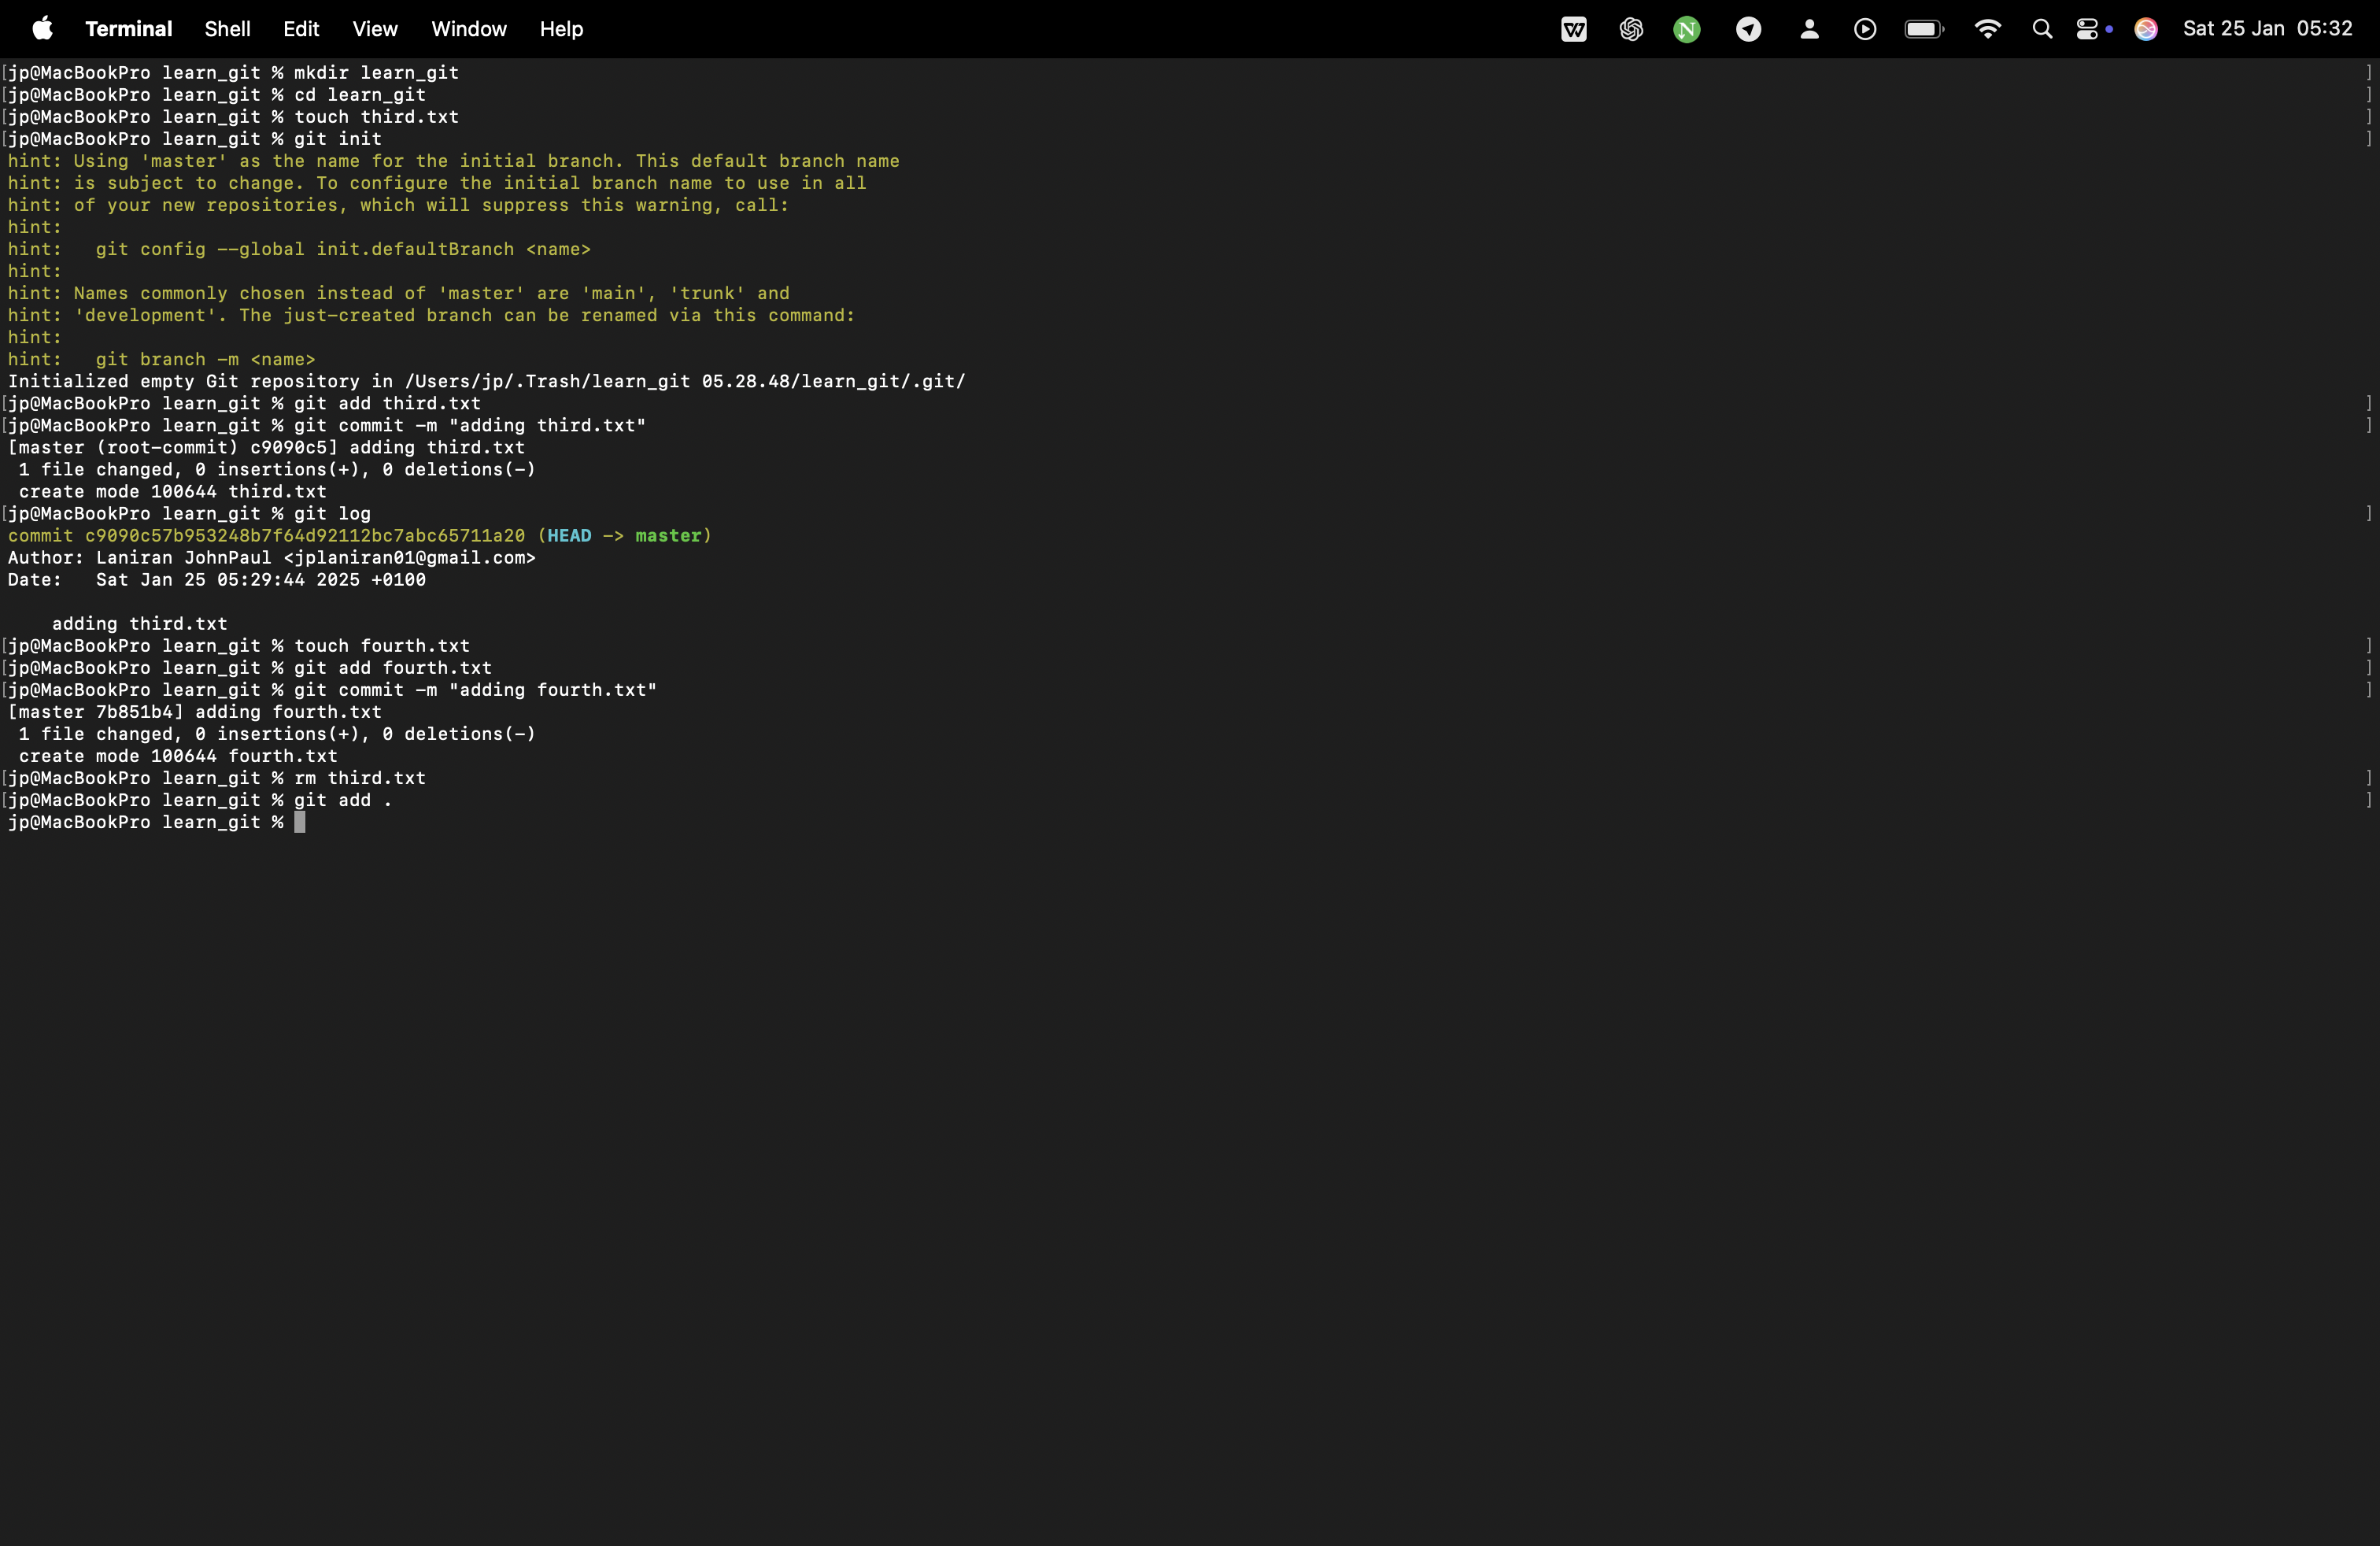 Terminal Shell Edit View Window Help Sat 25 Jan 05:32
[jp@MacBookPro learn_git % mkdir learn_git ]
[jp@MacBookPro learn_git % cd learn_git ]
[jp@MacBookPro learn_git % touch third.txt ]
[jp@MacBookPro learn_git % git init ]
hint: Using 'master' as the name for the initial branch. This default branch name
hint: is subject to change. To configure the initial branch name to use in all
hint: of your new repositories, which will suppress this warning, call:
hint:
hint:   git config --global init.defaultBranch <name>
hint:
hint: Names commonly chosen instead of 'master' are 'main', 'trunk' and
hint: 'development'. The just-created branch can be renamed via this command:
hint:
hint:   git branch -m <name>
Initialized empty Git repository in /Users/jp/.Trash/learn_git 05.28.48/learn_git/.git/
[jp@MacBookPro learn_git % git add third.txt ]
[jp@MacBookPro learn_git % git commit -m "adding third.txt" ]
[master (root-commit) c9090c5] adding third.txt
 1 file changed, 0 insertions(+), 0 deletions(-)
 create mode 100644 third.txt
[jp@MacBookPro learn_git % git log ]
commit c9090c57b953248b7f64d92112bc7abc65711a20 (HEAD -> master)
Author: Laniran JohnPaul <jplaniran01@gmail.com>
Date:   Sat Jan 25 05:29:44 2025 +0100
    adding third.txt
[jp@MacBookPro learn_git % touch fourth.txt ]
[jp@MacBookPro learn_git % git add fourth.txt ]
[jp@MacBookPro learn_git % git commit -m "adding fourth.txt" ]
[master 7b851b4] adding fourth.txt
 1 file changed, 0 insertions(+), 0 deletions(-)
 create mode 100644 fourth.txt
[jp@MacBookPro learn_git % rm third.txt ]
[jp@MacBookPro learn_git % git add . ]
jp@MacBookPro learn_git %